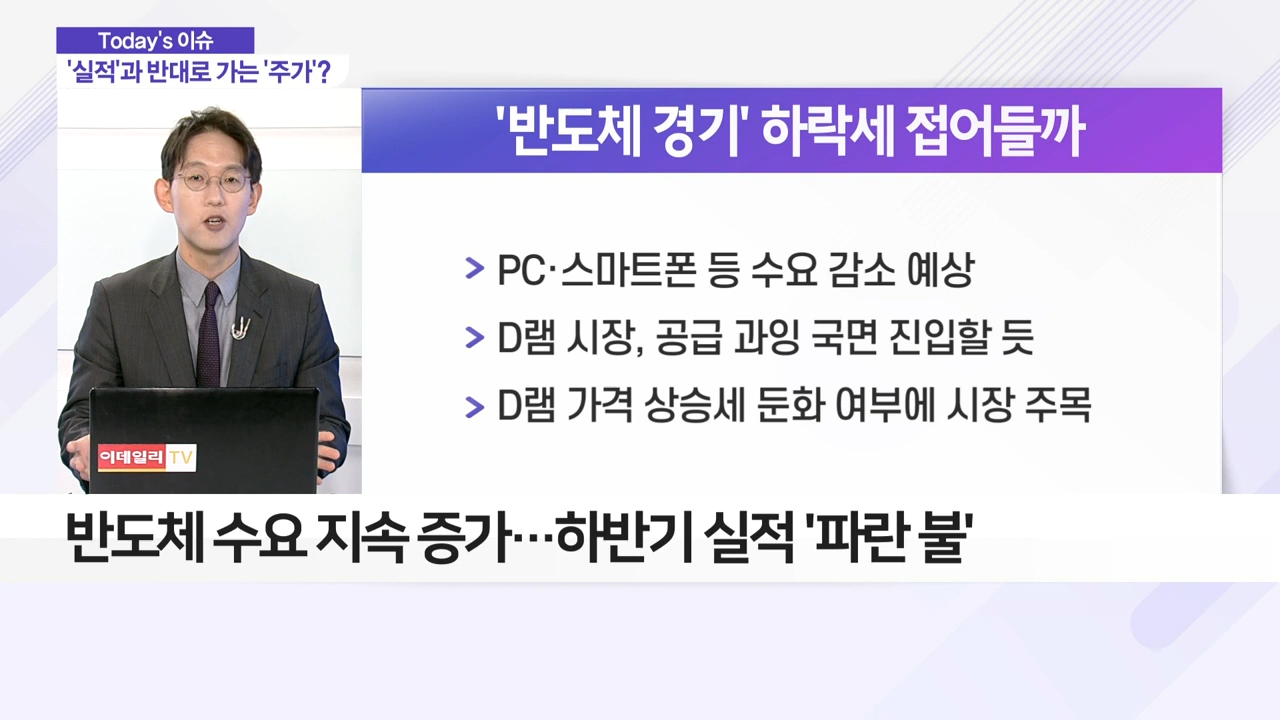 Today's 이슈
'실적'과 반대로 가는 '주가'?
'반도체 경기' 하락세 접어들까
> PC·스마트폰 등 수요 감소 예상
> D램 시장, 공급 과잉 국면 진입할 듯
> D램 가격 상승세 둔화 여부에 시장 주목
이데일리 TV
반도체 수요 지속 증가…하반기 실적 '파란 불'